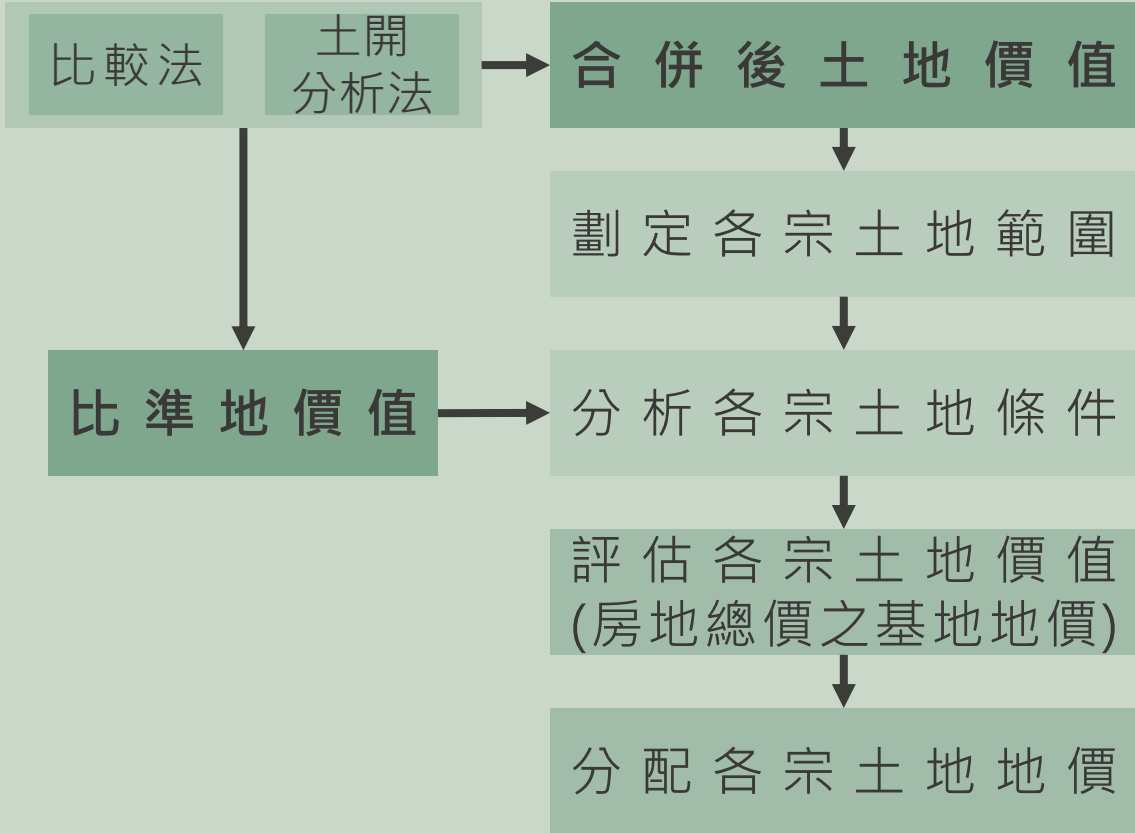 比較法
土開
分析法
合併後土地價值
劃定各宗土地範圍
比準地價值
分析各宗土地條件
評估各宗土地價值
(房地總價之基地地價)
分配各宗土地地價